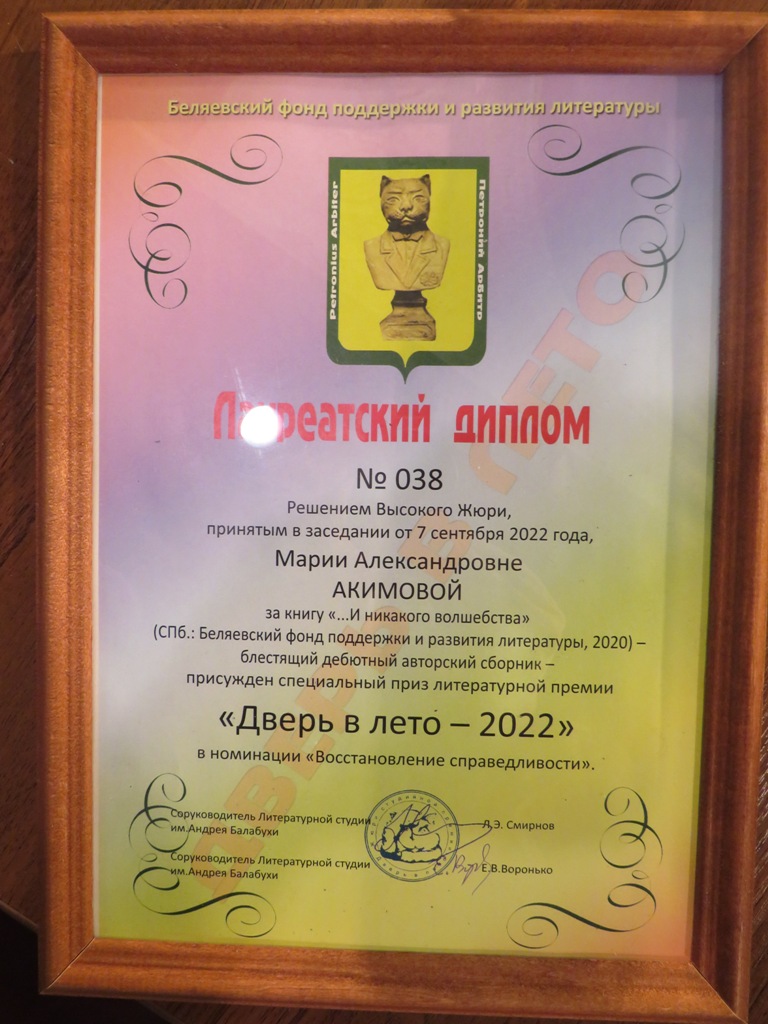 Беляевский фонд поддержки и развития литературы
Petronius Arbiter
Петроний Арбитр
Лауреатский диплом
№ 038
Решением Высокого Жюри,
принятым в заседании от 7 сентября 2022 года,
Марии Александровне
АКИМОВОЙ
за книгу «...И никакого волшебства»
(СПб.: Беляевский фонд поддержки и развития литературы, 2020) –
блестящий дебютный авторский сборник –
присужден специальный приз литературной премии
«Дверь в лето – 2022»
в номинации «Восстановление справедливости».
Соруководитель Литературной студии
им.Андрея Балабухи
Л.Э. Смирнов
Соруководитель Литературной студии
им.Андрея Балабухи
Е.В.Воронько
ДВЕРЬ В ЛЕТО